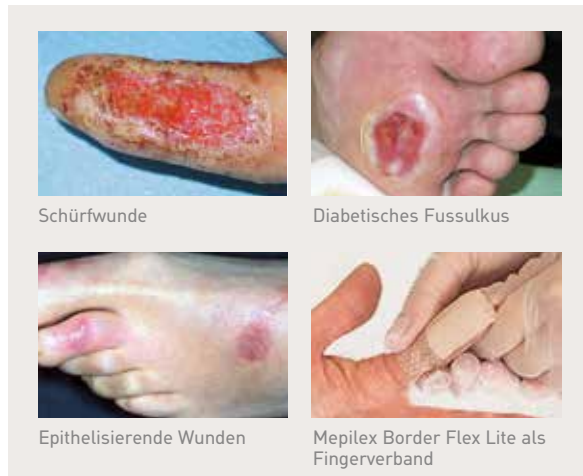 Schürfwunde
Diabetisches Fussulkus
Epithelisierende Wunden
Mepilex Border Flex Lite als
Fingerverband